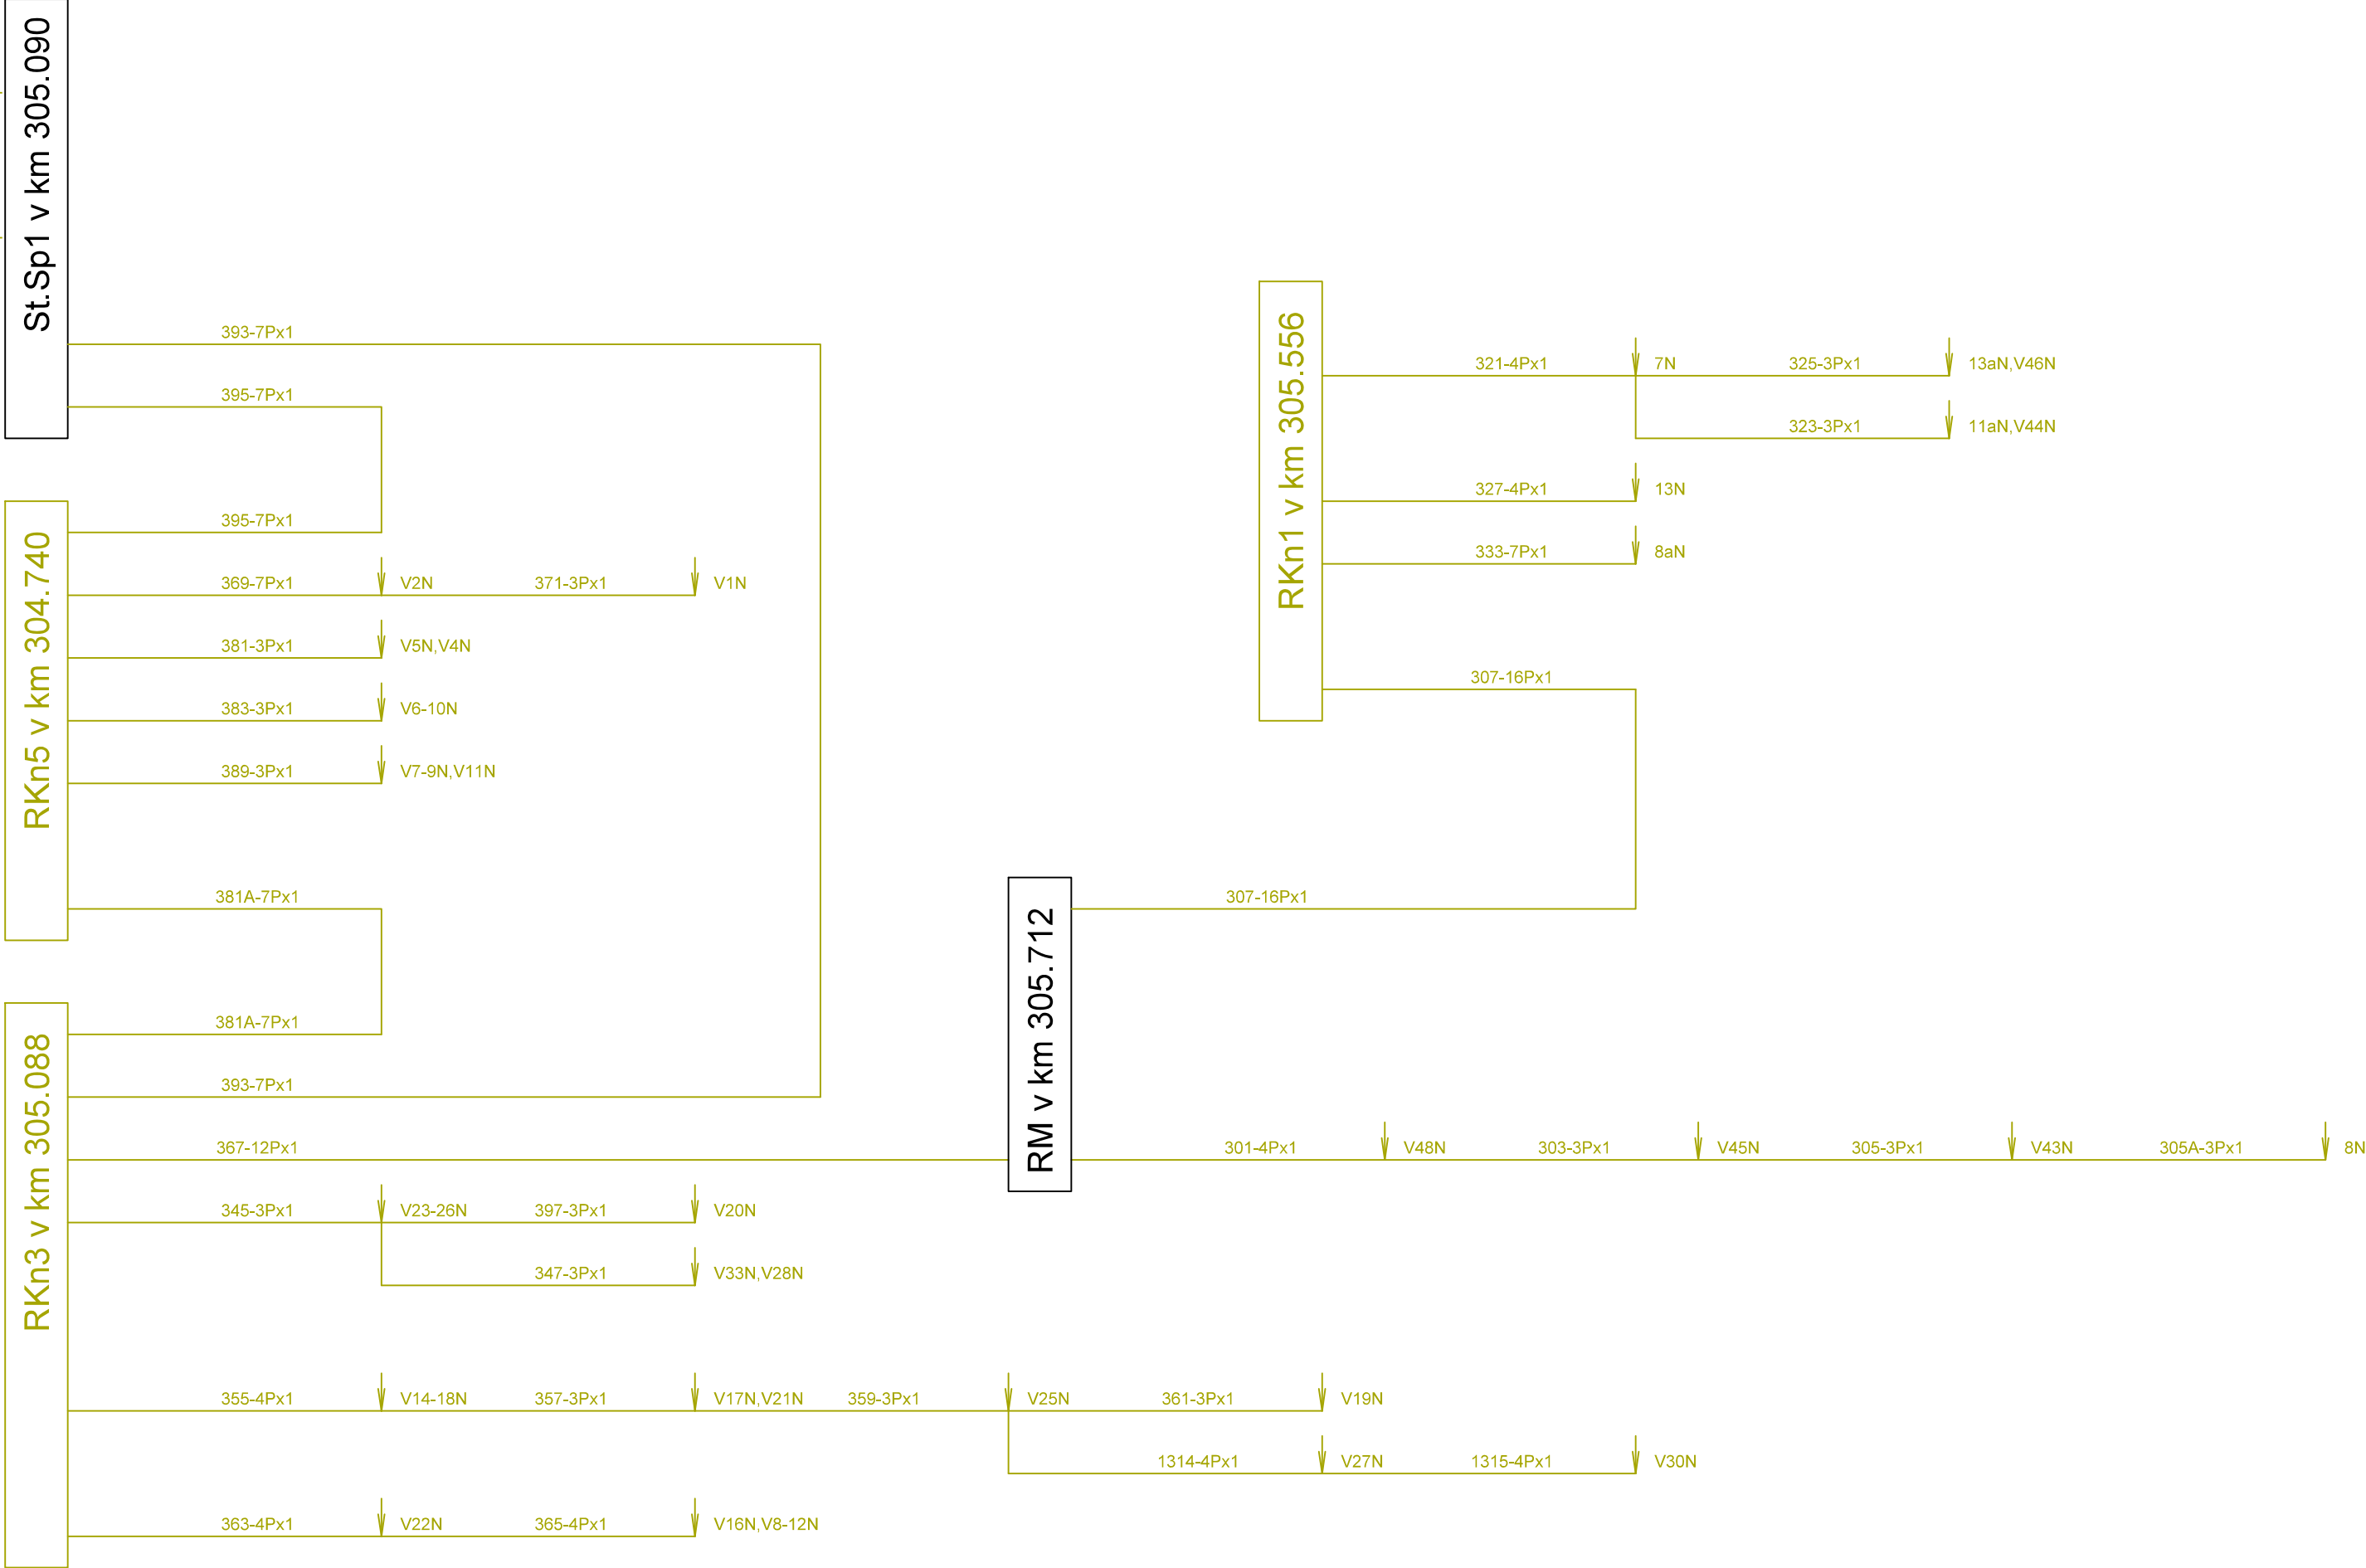 St.Sp1 v km 305.090
393-7Px1
395-7Px1
RKn5 v km 304.740
395-7Px1
369-7Px1
V2N
371-3Px1
V1N
381-3Px1
V5N,V4N
383-3Px1
V6-10N
389-3Px1
V7-9N,V11N
381A-7Px1
RKn3 v km 305.088
381A-7Px1
393-7Px1
367-12Px1
345-3Px1
V23-26N
397-3Px1
V20N
347-3Px1
V33N,V28N
355-4Px1
V14-18N
357-3Px1
V17N,V21N
359-3Px1
V25N
361-3Px1
V19N
1314-4Px1
V27N
1315-4Px1
V30N
363-4Px1
V22N
365-4Px1
V16N,V8-12N
RM v km 305.712
307-16Px1
301-4Px1
V48N
303-3Px1
V45N
305-3Px1
V43N
305A-3Px1
8N
RKn1 v km 305.556
321-4Px1
7N
325-3Px1
13aN,V46N
323-3Px1
11aN,V44N
327-4Px1
13N
333-7Px1
8aN
307-16Px1